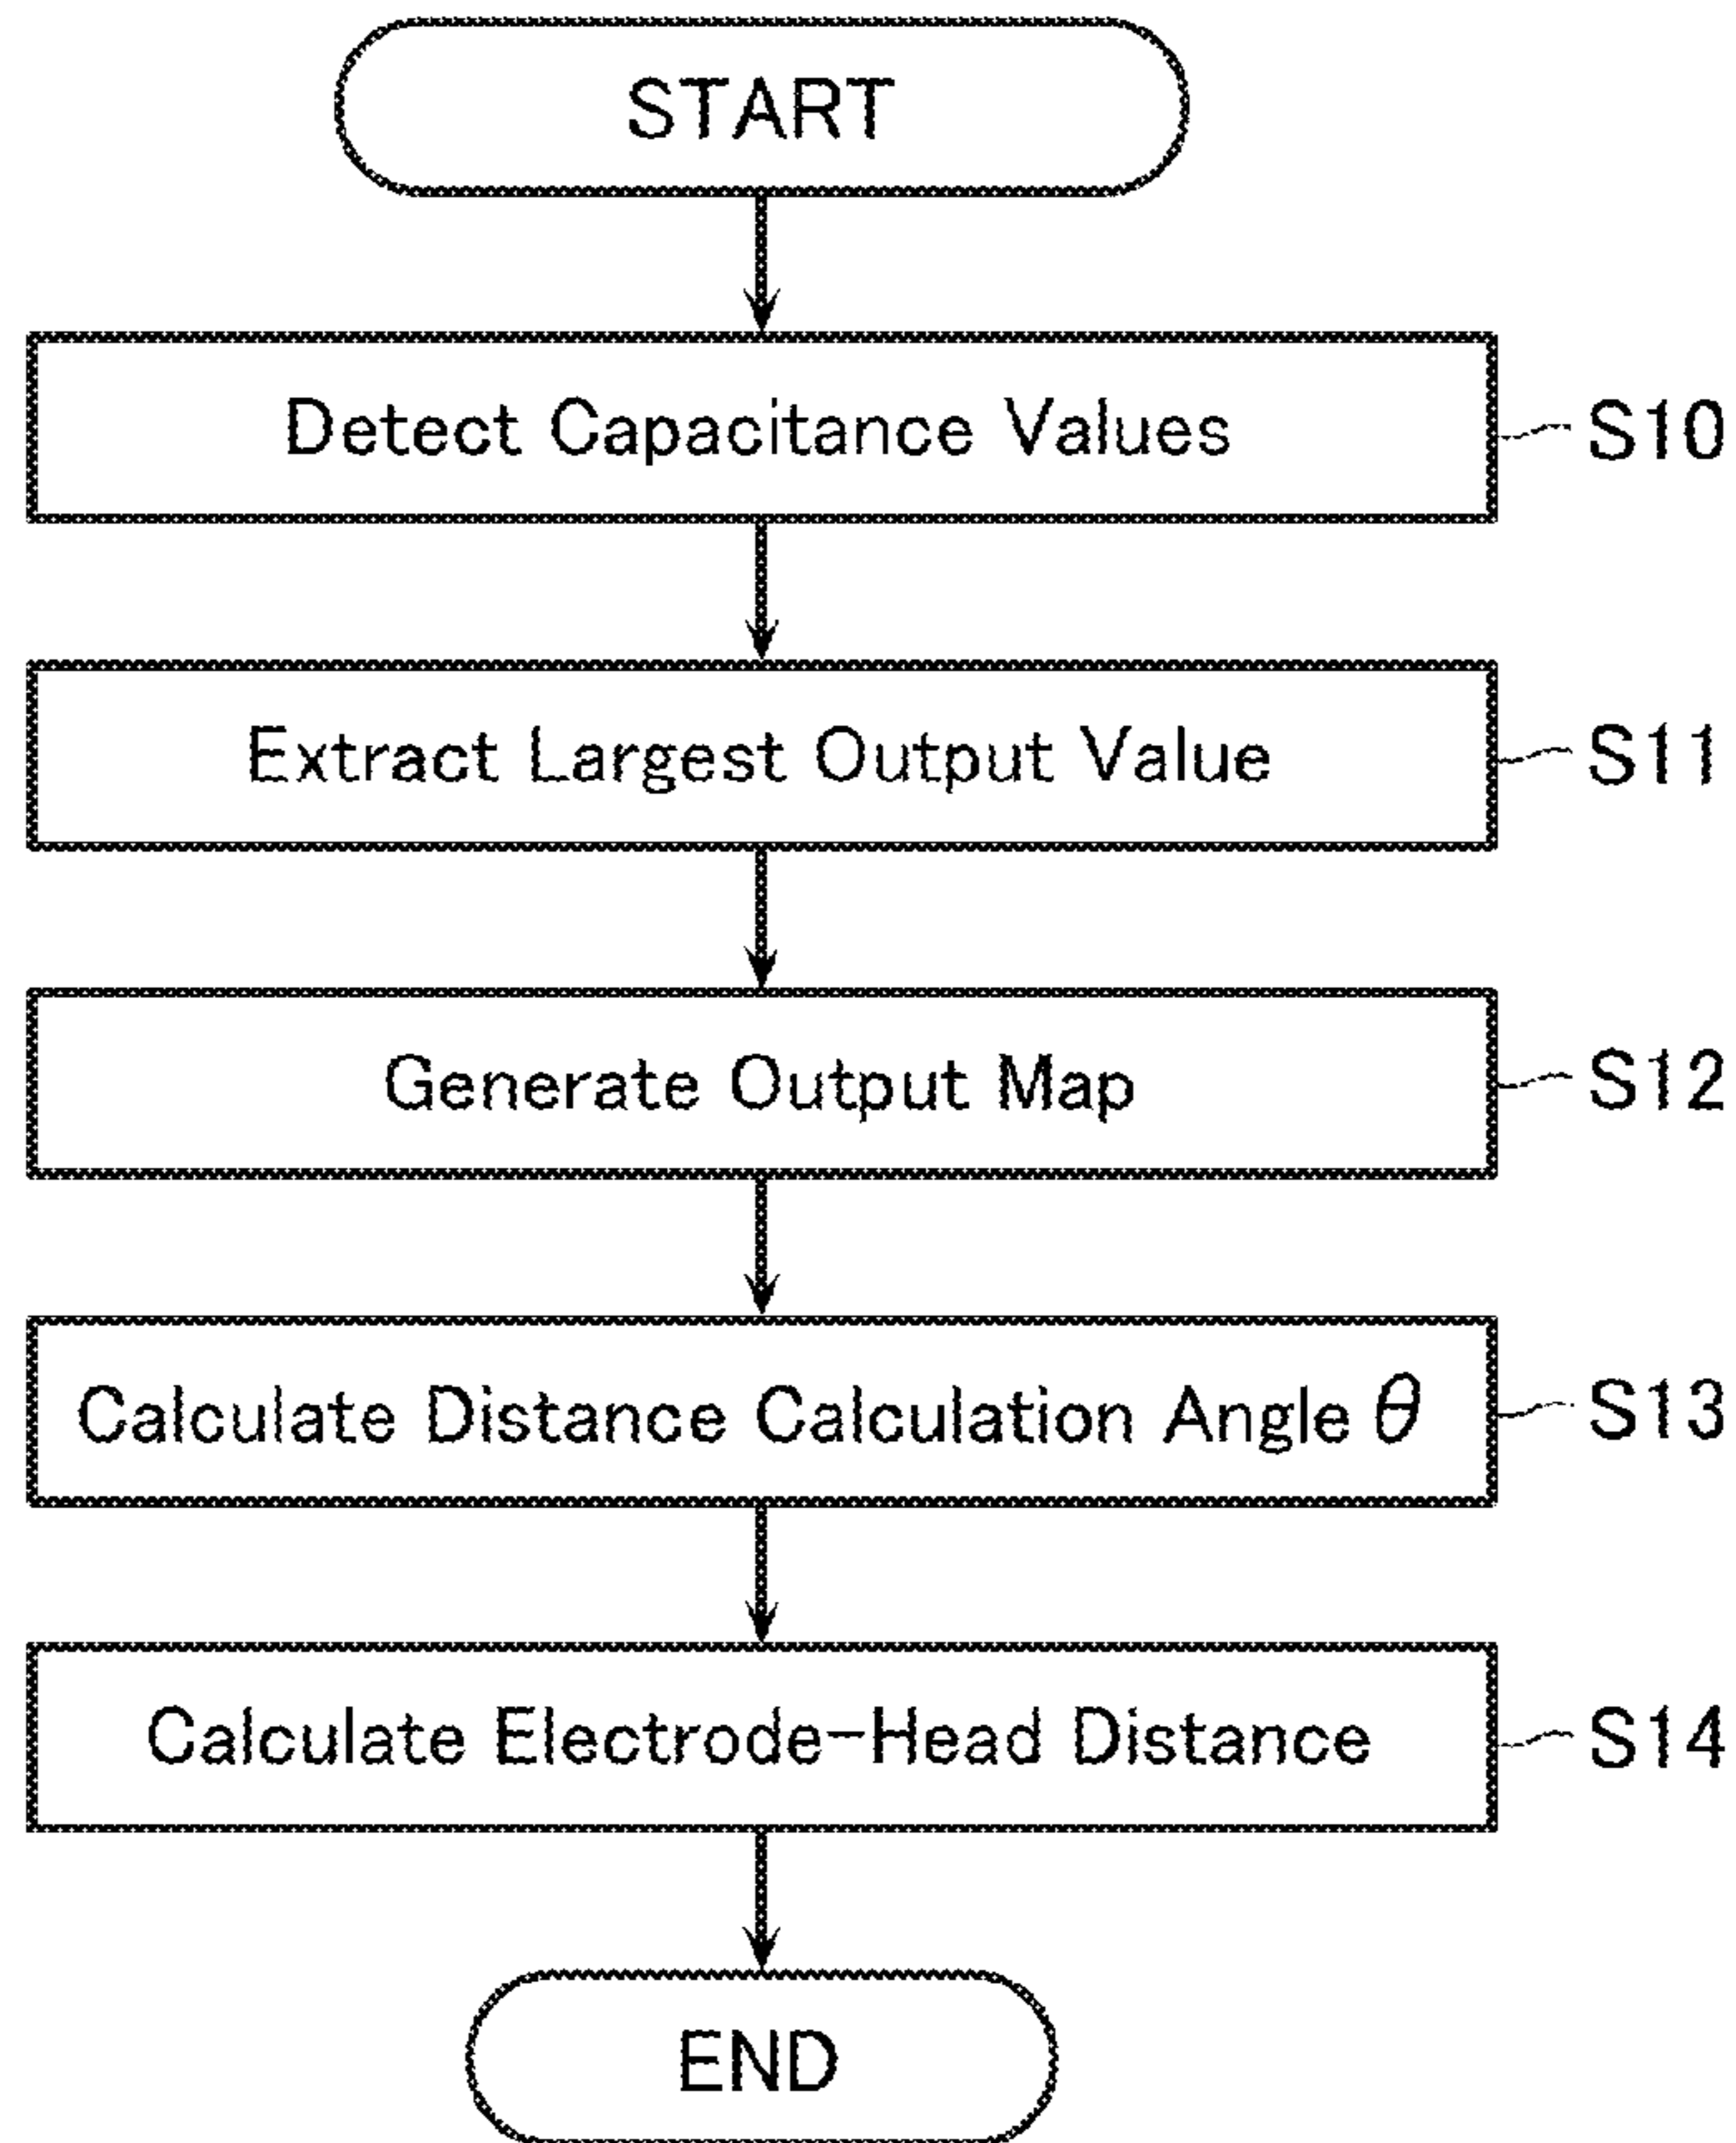 START
Detect Capacitance Values
S10
Extract Largest Output Value
S11
Generate Output Map
S12
Calculate Distance Calculation Angle θ
S13
Calculate Electrode-Head Distance
S14
END